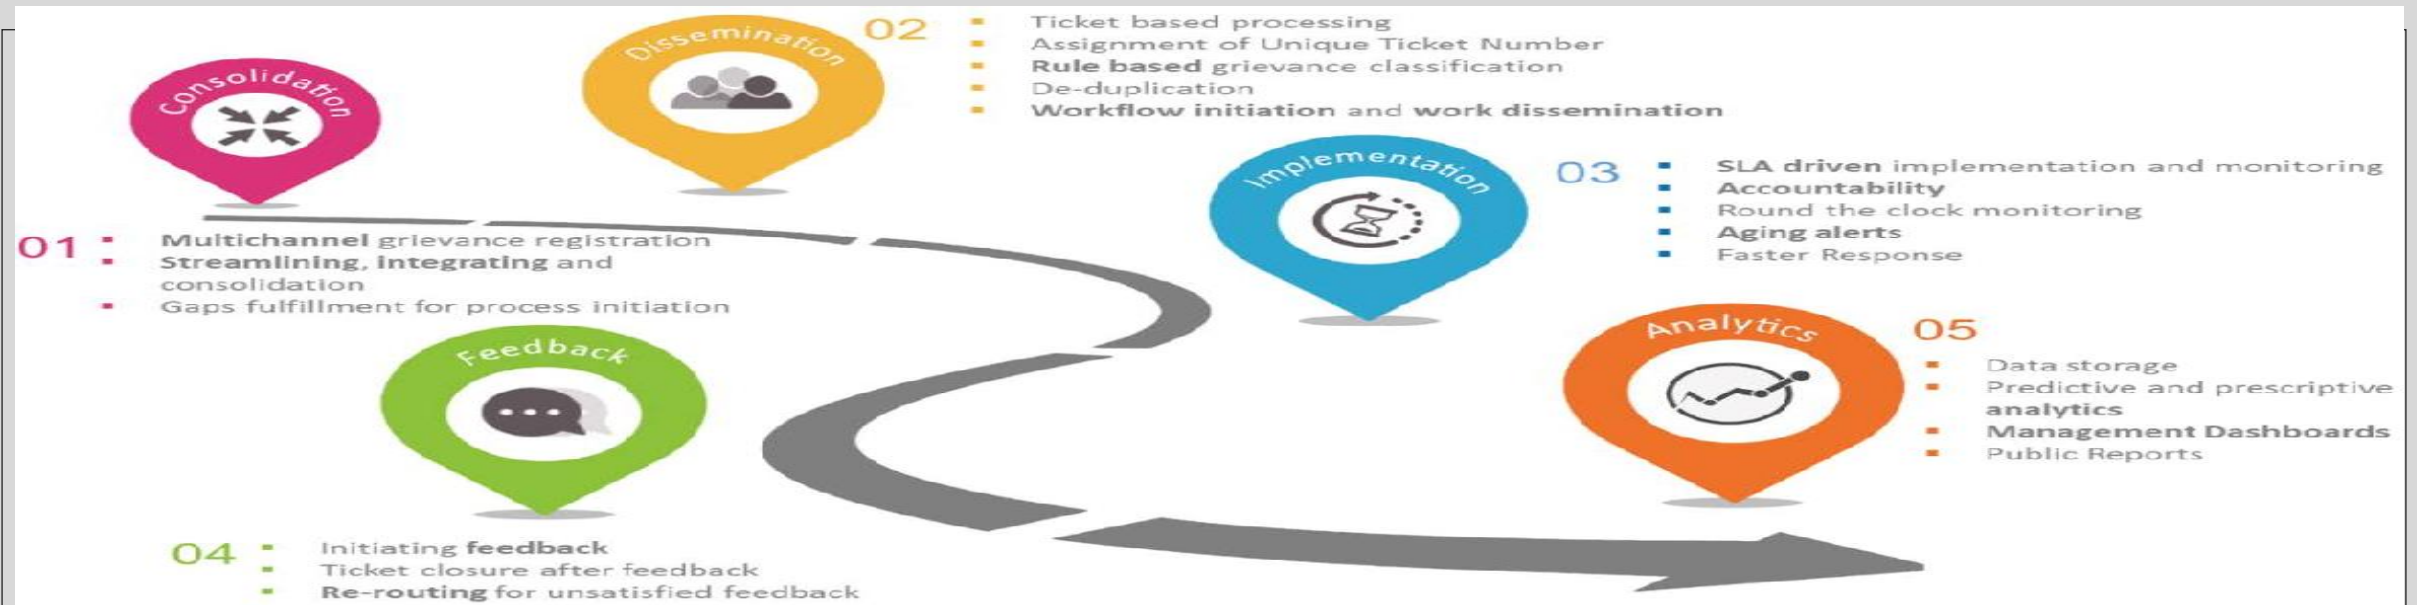 Consolidation
01
Multichannel grievance registration
Streamlining, integrating and
consolidation
Gaps fulfillment for process initiation
Dissemination
02
Ticket based processing
Assignment of Unique Ticket Number
Rule based grievance classification
De-duplication
Workflow initiation and work dissemination
Implementation
03
SLA driven implementation and monitoring
Accountability
Round the clock monitoring
Aging alerts
Faster Response
Feedback
04
Initiating feedback
Ticket closure after feedback
Re-routing for unsatisfied feedback
Analytics
05
Data storage
Predictive and prescriptive
analytics
Management Dashboards
Public Reports